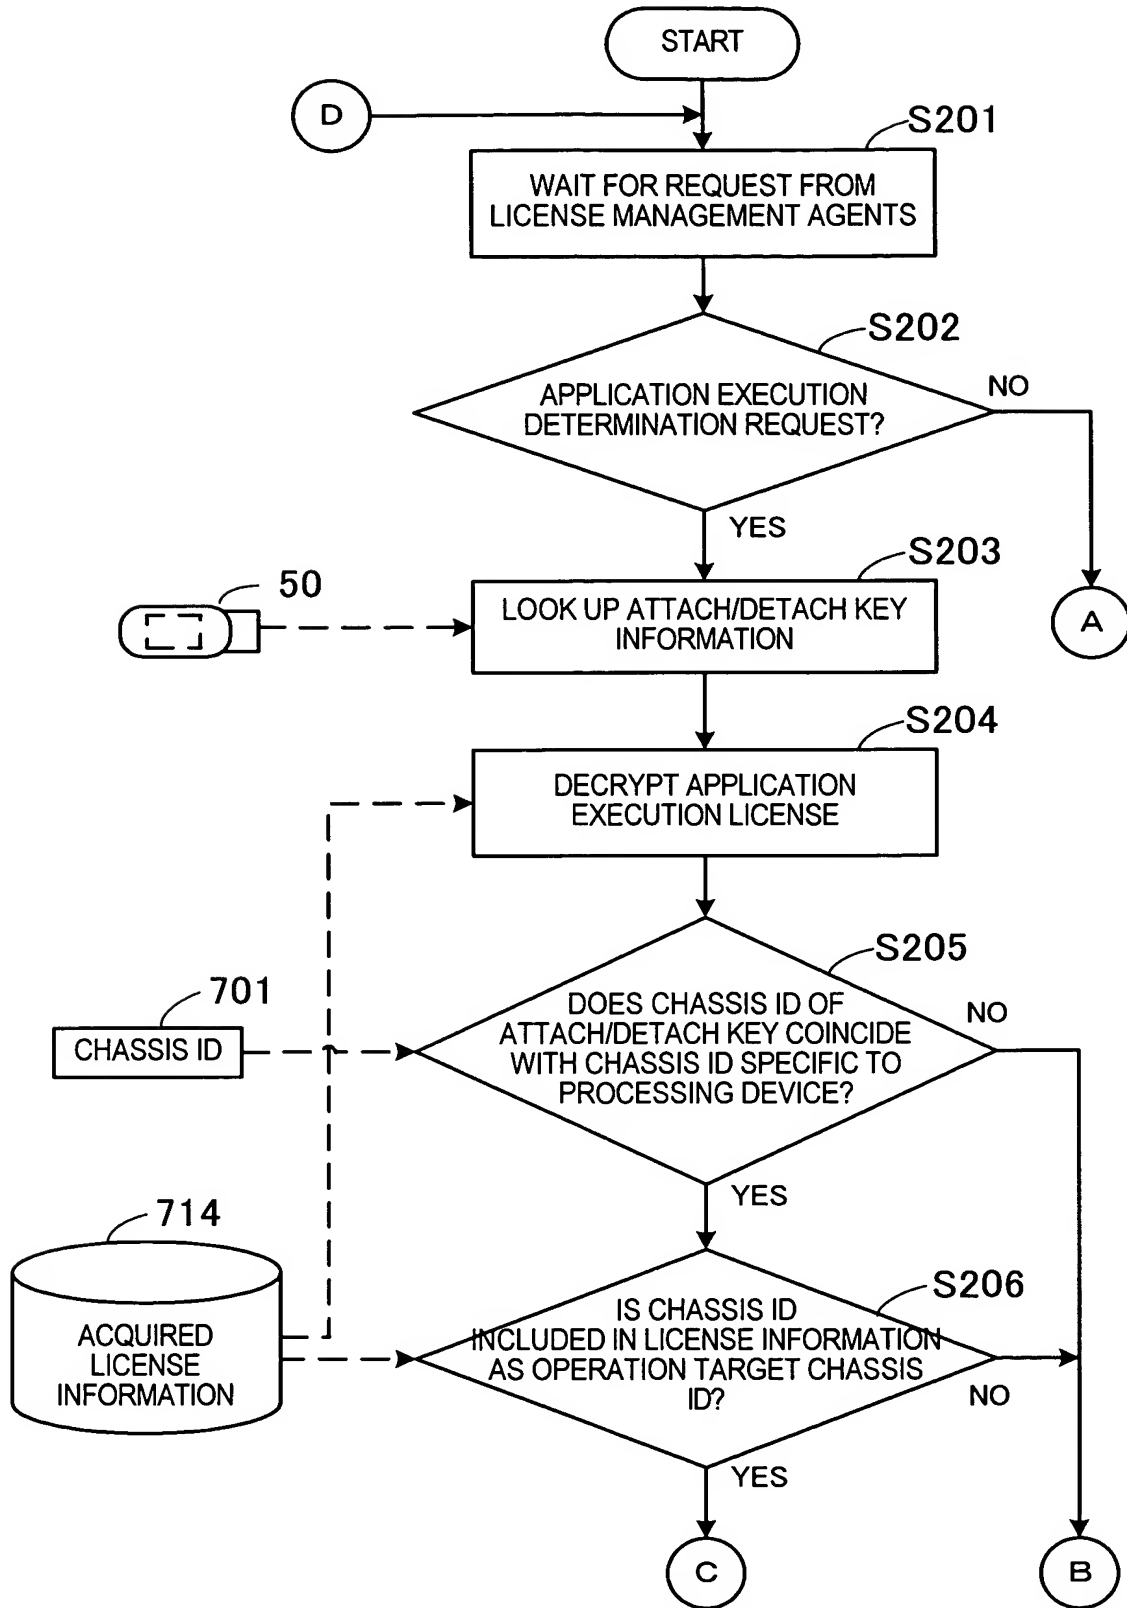 START
D
S201
WAIT FOR REQUEST FROM
LICENSE MANAGEMENT AGENTS
S202
APPLICATION EXECUTION
DETERMINATION REQUEST?
NO
YES
S203
50
LOOK UP ATTACH/DETACH KEY
INFORMATION
A
S204
DECRYPT APPLICATION
EXECUTION LICENSE
S205
701
CHASSIS ID
DOES CHASSIS ID OF
ATTACH/DETACH KEY COINCIDE
WITH CHASSIS ID SPECIFIC TO
PROCESSING DEVICE?
NO
YES
714
ACQUIRED
LICENSE
INFORMATION
S206
IS CHASSIS ID
INCLUDED IN LICENSE INFORMATION
AS OPERATION TARGET CHASSIS
ID?
NO
YES
C
B